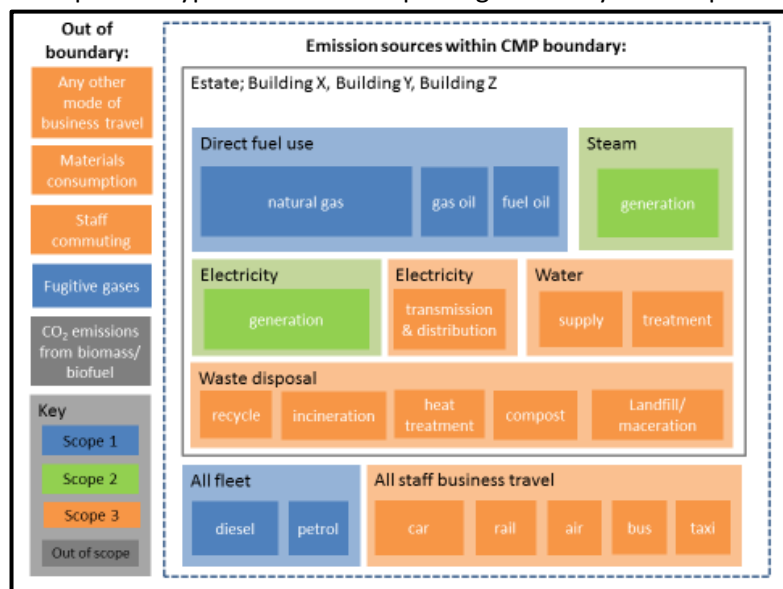 Out of
boundary:
Any other
mode of
business travel
Materials
consumption
Staff
commuting
Fugitive gases
CO₂ emissions
from biomass/
biofuel
Key
Scope 1
Scope 2
Scope 3
Out of scope
Emission sources within CMP boundary:
Estate; Building X, Building Y, Building Z
Direct fuel use
natural gas
gas oil
fuel oil
Steam
generation
Electricity
generation
Electricity
transmission
& distribution
Water
supply
treatment
Waste disposal
recycle
incineration
heat
treatment
compost
Landfill/
maceration
All fleet
diesel
petrol
All staff business travel
car
rail
air
bus
taxi